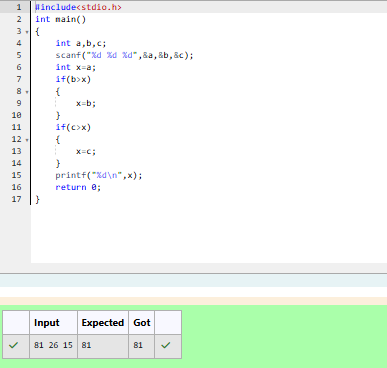 1 #include<stdio.h>
2 int main()
3 {
4 int a,b,c;
5 scanf("%d %d %d",&a,&b,&c);
6 int x=a;
7 if(b>x)
8 {
9 x=b;
10 }
11 if(c>x)
12 {
13 x=c;
14 }
15 printf("%d\n",x);
16 return 0;
17 }
Input Expected Got
81 26 15 81 81